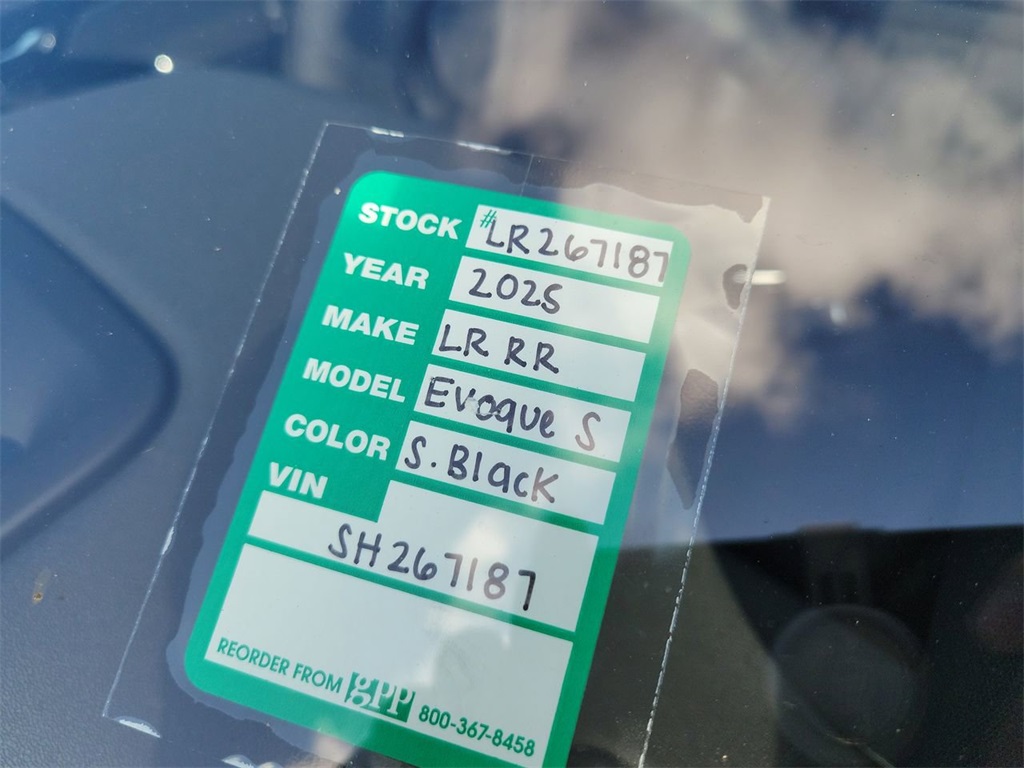 STOCK #LR267187
YEAR 2025
MAKE LR RR
MODEL Evoque S
COLOR S.Black
VIN
SH267187
REORDER FROM gpp 800-367-8458